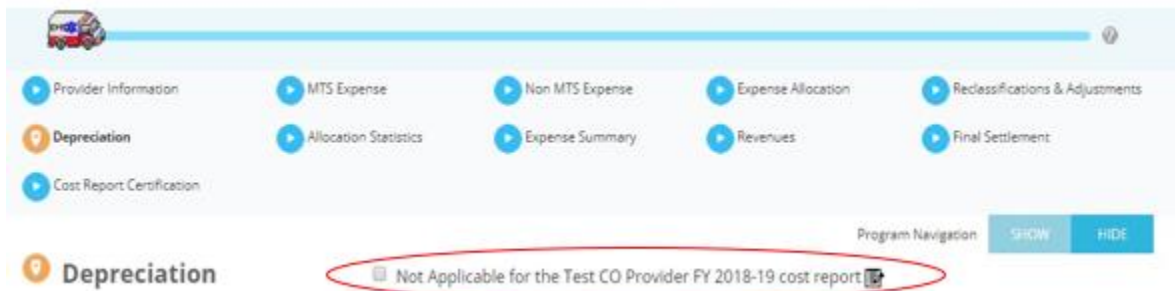 Provider Information MTS Expense Non MTS Expense Expense Allocation Reclassifications & Adjustments
Depreciation Allocation Statistics Expense Summary Revenues Final Settlement
Cost Report Certification
Program Navigation SHOW HIDE
Depreciation Not Applicable for the Test CO Provider FY 2018-19 cost report